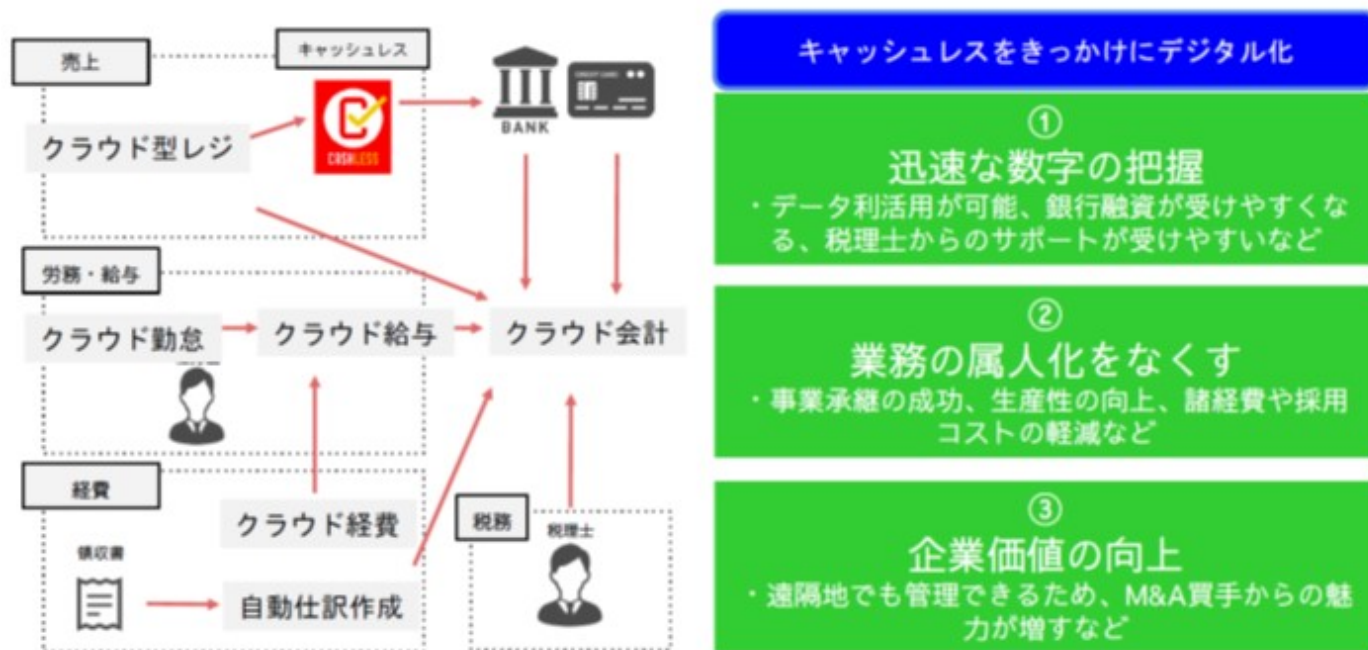 売上
キャッシュレス
クラウド型レジ
CASHLESS
BANK
CREDIT CARD
労務・給与
クラウド勤怠
クラウド給与
クラウド会計
経費
領収書
クラウド経費
自動仕訳作成
税務
税理士
キャッシュレスをきっかけにデジタル化
①
迅速な数字の把握
・データ利活用が可能、銀行融資が受けやすくな
る、税理士からのサポートが受けやすいなど
②
業務の属人化をなくす
・事業承継の成功、生産性の向上、諸経費や採用
コストの軽減など
③
企業価値の向上
・遠隔地でも管理できるため、M&A買手からの魅
力が増すなど